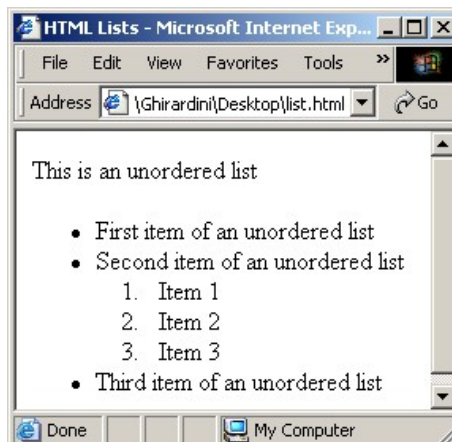 HTML Lists - Microsoft Internet Exp...
File Edit View Favorites Tools »
Address \Ghirardini\Desktop\list.html Go
This is an unordered list
• First item of an unordered list
• Second item of an unordered list
1. Item 1
2. Item 2
3. Item 3
• Third item of an unordered list
Done My Computer